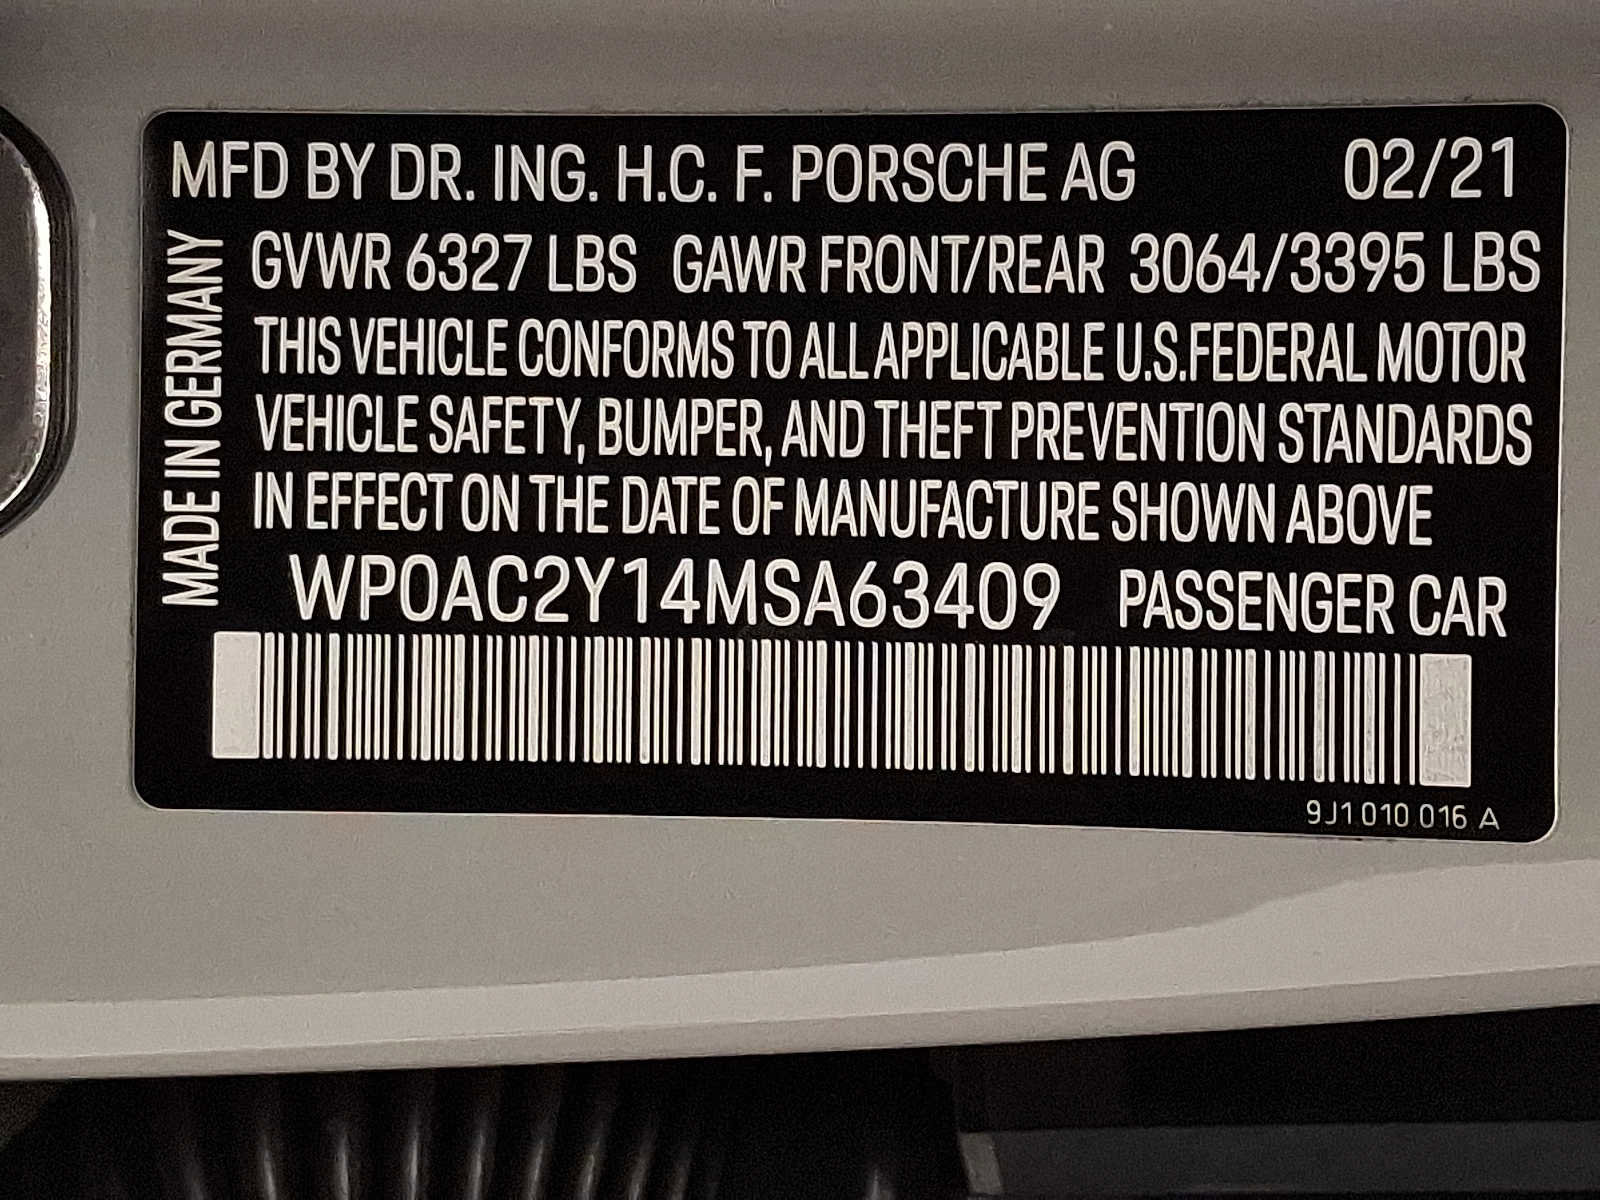 MFD BY DR. ING. H.C. F. PORSCHE AG 02/21
MADE IN GERMANY
GVWR 6327 LBS GAWR FRONT/REAR 3064/3395 LBS
THIS VEHICLE CONFORMS TO ALL APPLICABLE U.S.FEDERAL MOTOR
VEHICLE SAFETY, BUMPER, AND THEFT PREVENTION STANDARDS
IN EFFECT ON THE DATE OF MANUFACTURE SHOWN ABOVE
WP0AC2Y14MSA63409 PASSENGER CAR
9J1 010 016 A